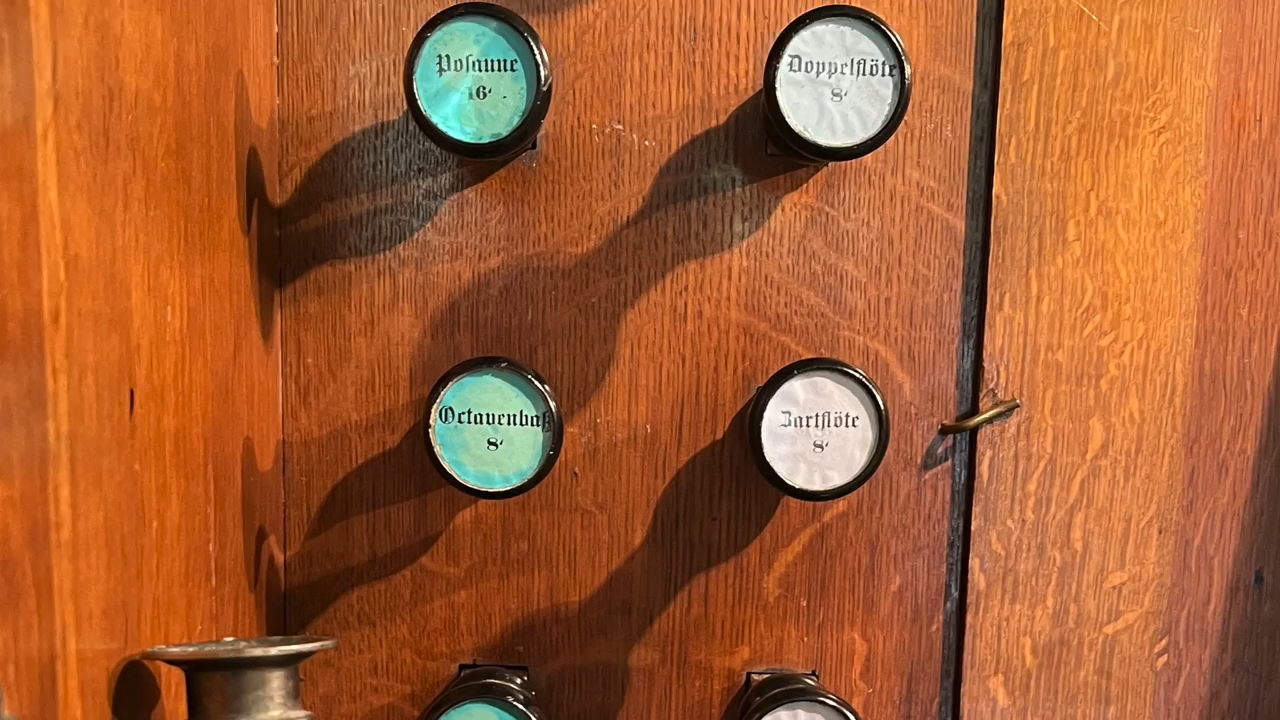 Posaune
16'
Doppelflöte
8'
Octavenbaß
8'
Zartflöte
8'